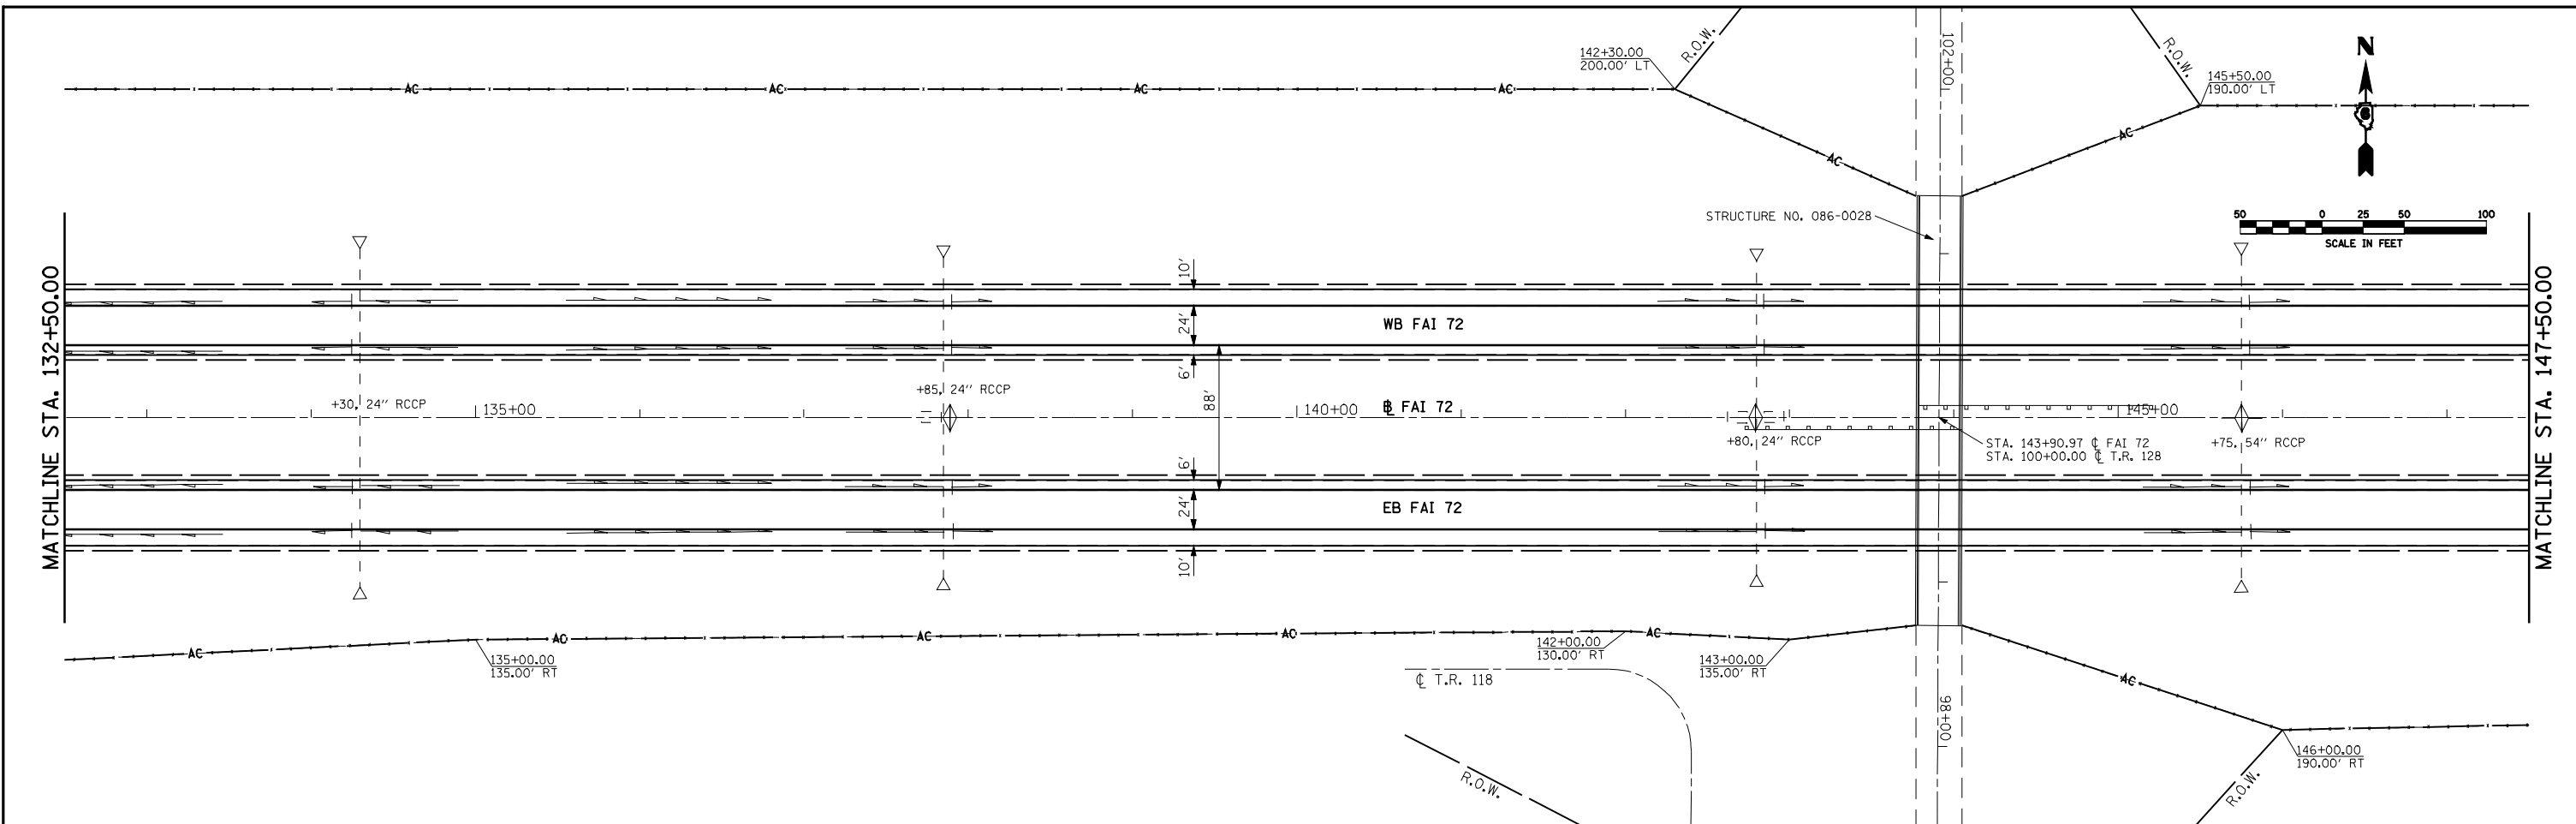 142+30.00
200.00' LT
R.O.W.
102+00
R.O.W.
145+50.00
190.00' LT
N
AC
AC
AC
AC
AC
AC
STRUCTURE NO. 086-0028
50 0 25 50 100
SCALE IN FEET
MATCHLINE STA. 132+50.00
MATCHLINE STA. 147+50.00
10'
24'
WB FAI 72
6'
88'
+30, 24'' RCCP
135+00
+85, 24'' RCCP
140+00
℄ FAI 72
145+00
+80, 24'' RCCP
STA. 143+90.97 ℄ FAI 72
STA. 100+00.00 ℄ T.R. 128
+75, 54'' RCCP
6'
24'
EB FAI 72
10'
AC
AC
AC
AC
AC
AC
135+00.00
135.00' RT
142+00.00
130.00' RT
143+00.00
135.00' RT
℄ T.R. 118
98+00
146+00.00
190.00' RT
R.O.W.
R.O.W.